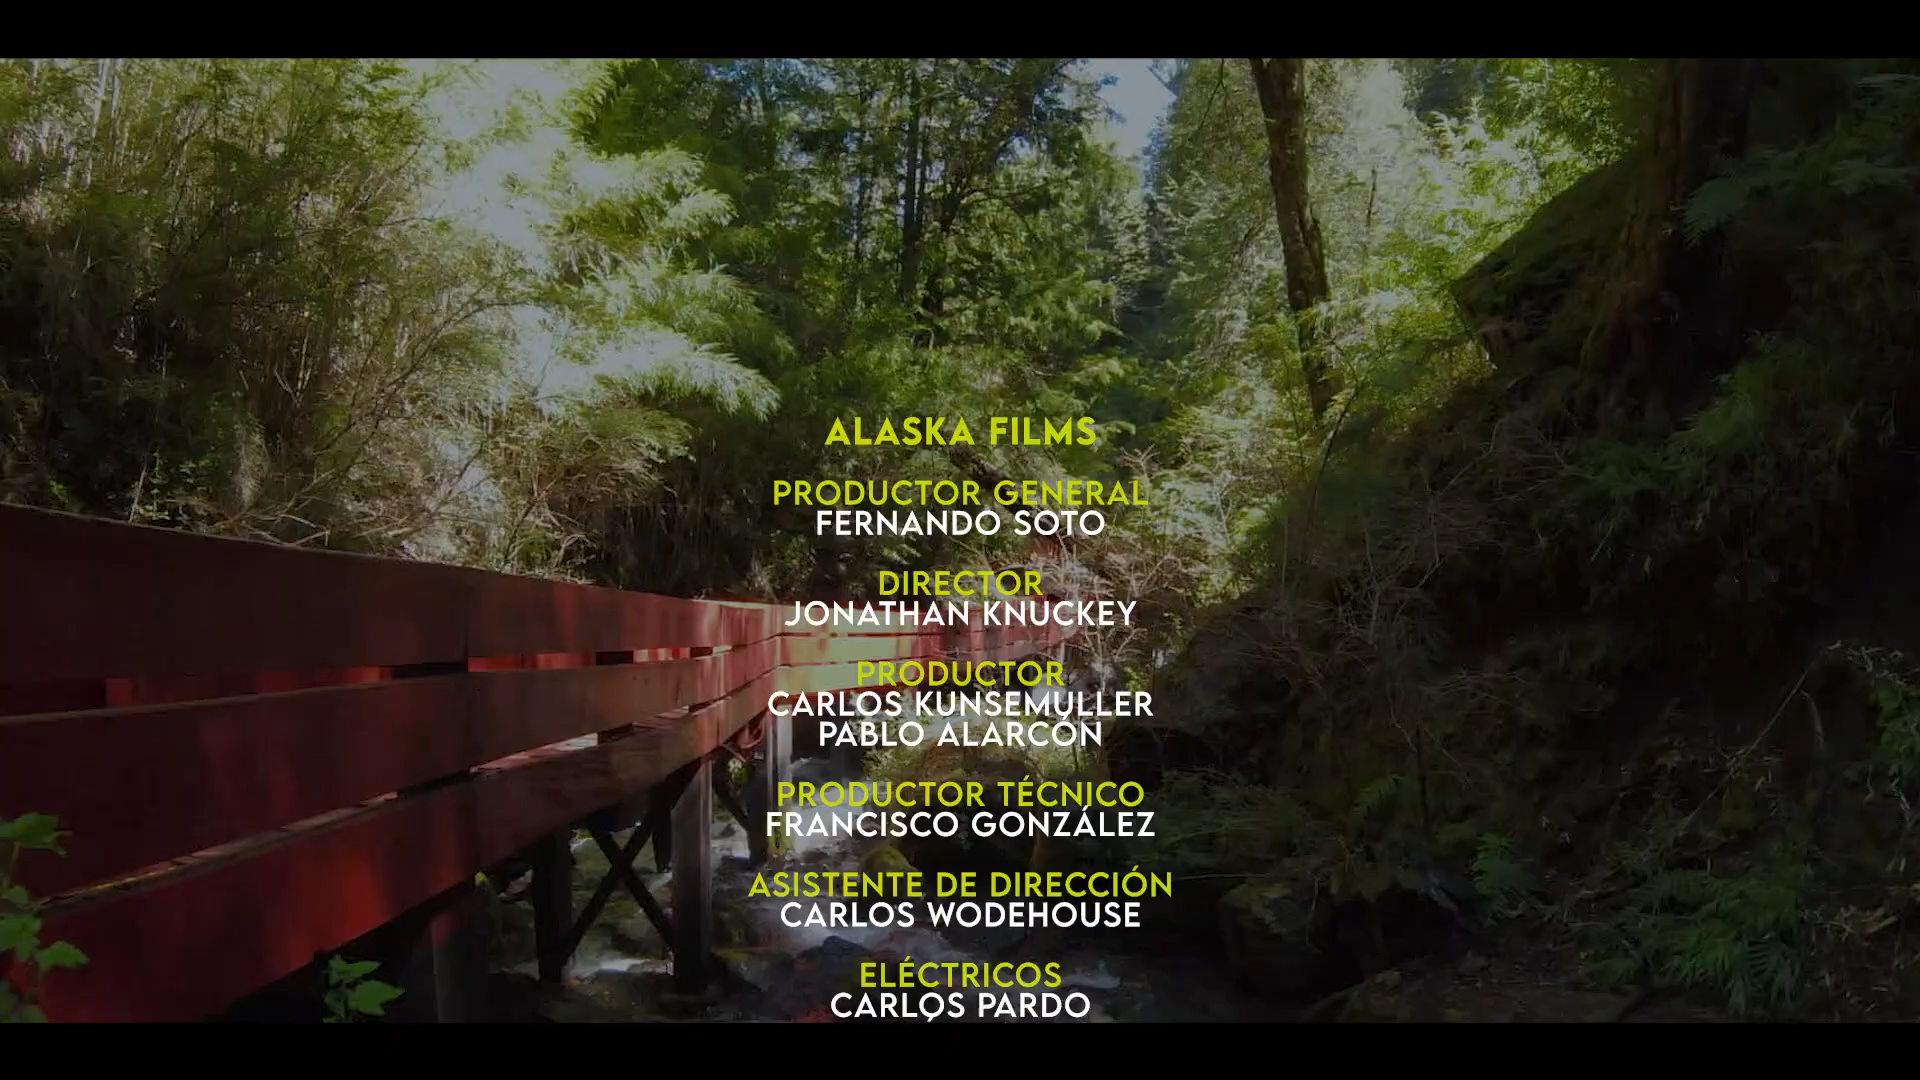 ALASKA FILMS
PRODUCTOR GENERAL
FERNANDO SOTO
DIRECTOR
JONATHAN KNUCKEY
PRODUCTOR
CARLOS KUNSEMULLER
PABLO ALARCÓN
PRODUCTOR TÉCNICO
FRANCISCO GONZÁLEZ
ASISTENTE DE DIRECCIÓN
CARLOS WODEHOUSE
ELÉCTRICOS
CARLOS PARDO